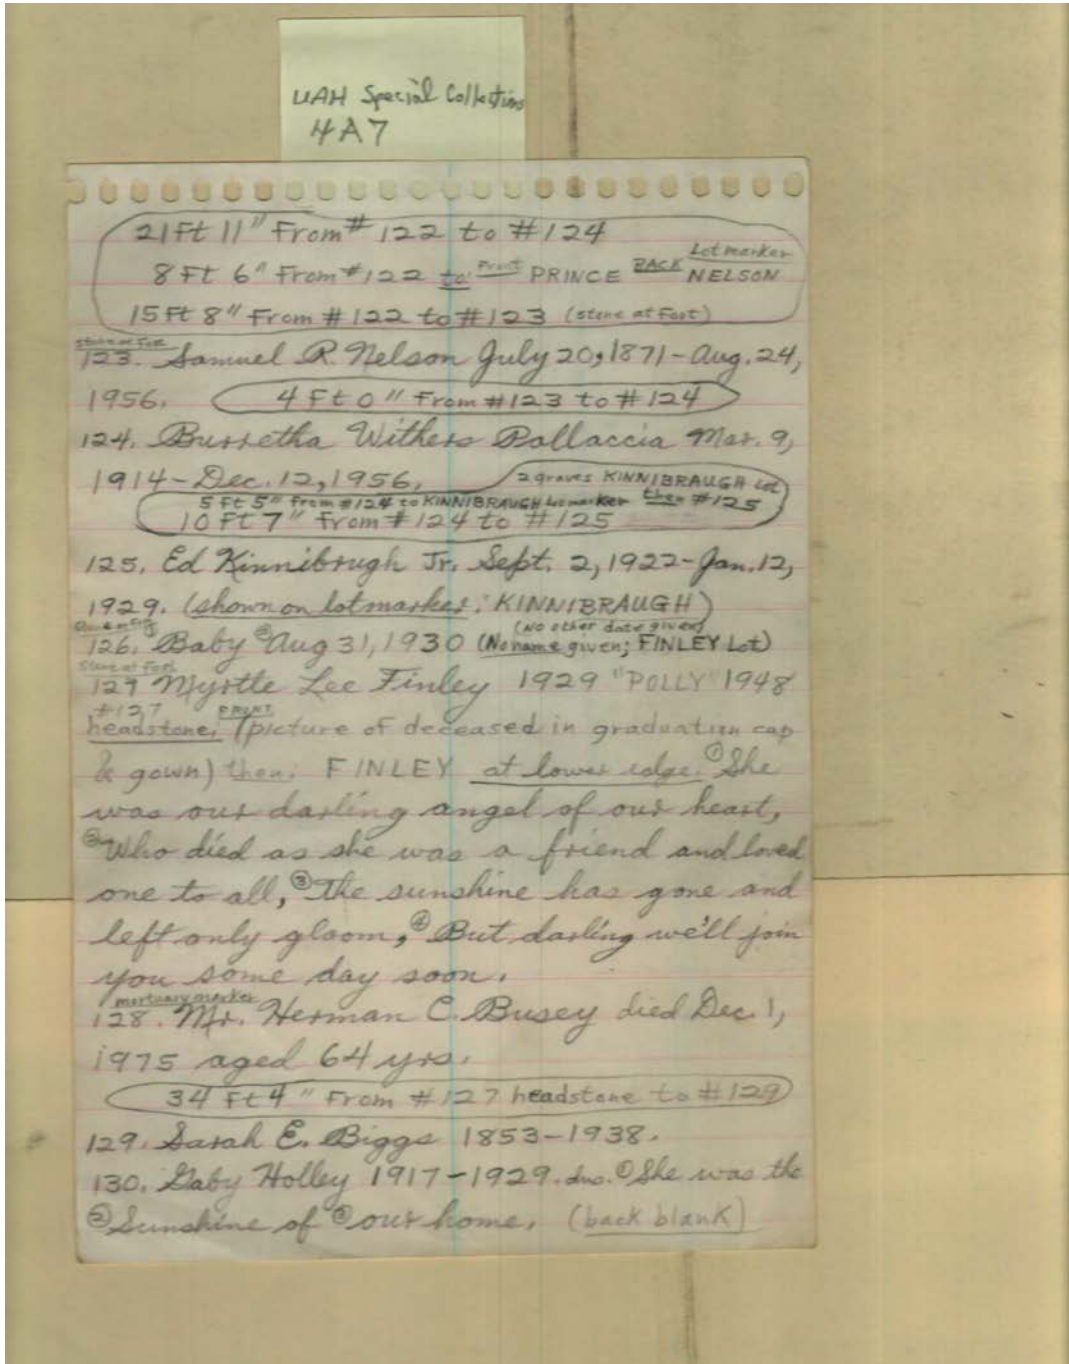 UAH Special Collections
4A7
21 Ft 11" From # 122 to # 124
Lot marker
8 Ft 6" From # 122 to: Front PRINCE BACK NELSON
15 Ft 8" From # 122 to # 123 (stone at Foot)
stone at Foot
123. Samuel R. Nelson July 20, 1871 - Aug. 24,
1956. 4 Ft 0" From # 123 to # 124
124. Burretha Withers Pallaccia Mar. 9,
1914 - Dec. 12, 1956.
2 graves KINNIBRAUGH Lot
5 Ft 5" from # 124 to KINNIBRAUGH Lot marker then # 125
10 Ft 7" From # 124 to # 125
125. Ed Kinnibrugh Jr. Sept. 2, 1922 - Jan. 12,
1929. (shown on lot marker: KINNIBRAUGH)
(No other date given)
126. Baby Aug 31, 1930 (No name given; FINLEY Lot)
Stone at Foot
127 Myrtle Lee Finley 1929 "POLLY" 1948
#127 FRONT
headstone, (picture of deceased in graduation cap
& gown) then: FINLEY at lower edge: ① She
was our darling angel of our heart,
② Who died as she was a friend and loved
one to all, ③ The sunshine has gone and
left only gloom, ④ But darling we'll join
you some day soon.
mortuary marker
128. Mr. Herman C. Busey died Dec. 1,
1975 aged 64 yrs.
34 Ft 4" From # 127 headstone to # 129
129. Sarah E. Biggs 1853 - 1938.
130. Gaby Holley 1917 - 1929. ① She was the
② Sunshine of ③ our home. (back blank)